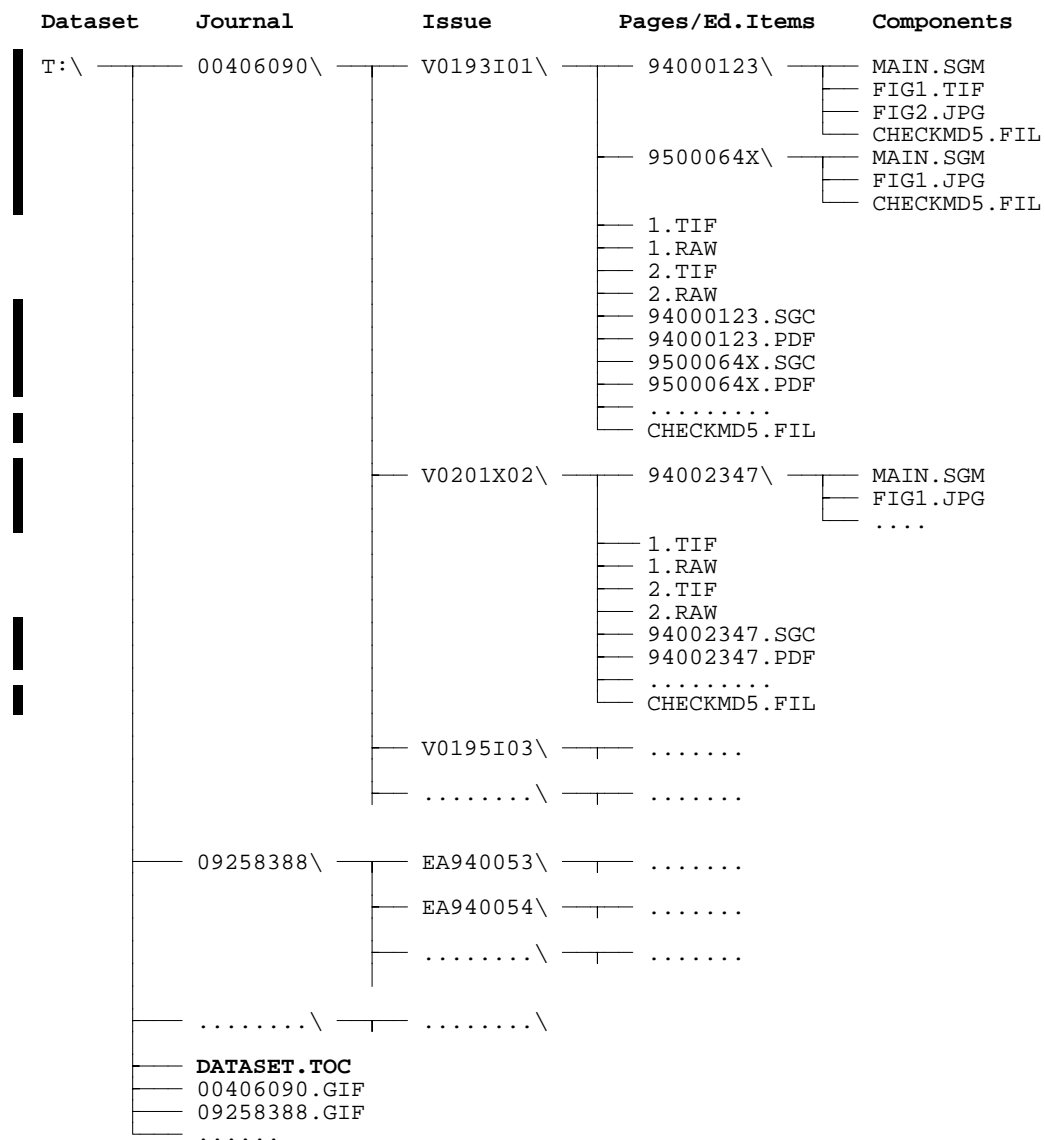 Dataset Journal Issue Pages/Ed.Items Components
T:\ 00406090\ V0193I01\ 94000123\ MAIN.SGM
FIG1.TIF
FIG2.JPG
CHECKMD5.FIL
9500064X\ MAIN.SGM
FIG1.JPG
CHECKMD5.FIL
1.TIF
1.RAW
2.TIF
2.RAW
94000123.SGC
94000123.PDF
9500064X.SGC
9500064X.PDF
.........
CHECKMD5.FIL
V0201X02\ 94002347\ MAIN.SGM
FIG1.JPG
....
1.TIF
1.RAW
2.TIF
2.RAW
94002347.SGC
94002347.PDF
.........
CHECKMD5.FIL
V0195I03\ .......
........\ .......
09258388\ EA940053\ .......
EA940054\ .......
........\ .......
........\ ........\
DATASET.TOC
00406090.GIF
09258388.GIF
......